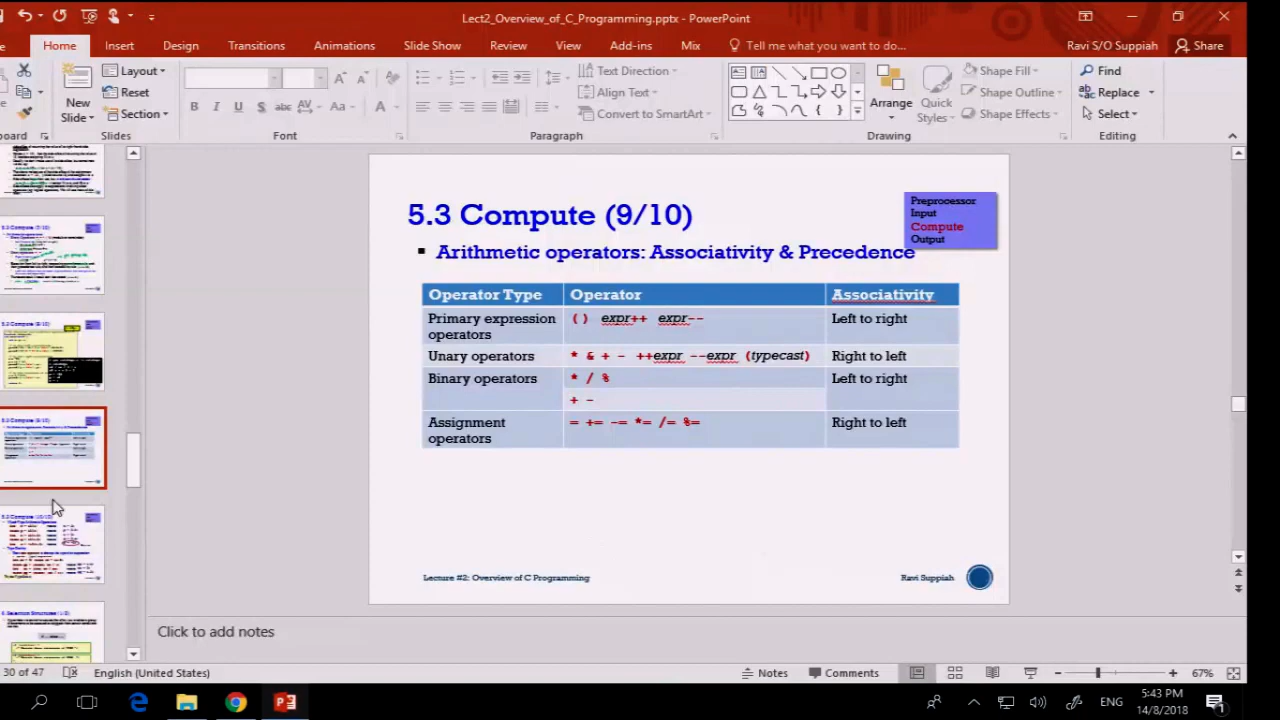 Lect2_Overview_of_C_Programming.pptx - PowerPoint
Home Insert Design Transitions Animations Slide Show Review View Add-ins Mix Tell me what you want to do... Ravi S/O Suppiah Share
New Slide
Layout
Reset
Section
Text Direction
Align Text
Convert to SmartArt
Arrange
Quick Styles
Shape Fill
Shape Outline
Shape Effects
Find
Replace
Select
board Slides Font Paragraph Drawing Editing
5.3 Compute (9/10)
Preprocessor
Input
Compute
Output
▪ Arithmetic operators: Associativity & Precedence
Operator Type Operator Associativity
Primary expression operators ( ) expr++ expr-- Left to right
Unary operators * & + - ++expr --expr (typecast) Right to left
Binary operators * / % Left to right
+ -
Assignment operators = += -= *= /= %= Right to left
Lecture #2: Overview of C Programming Ravi Suppiah
Click to add notes
30 of 47 English (United States) Notes Comments 67%
ENG 5:43 PM
14/8/2018